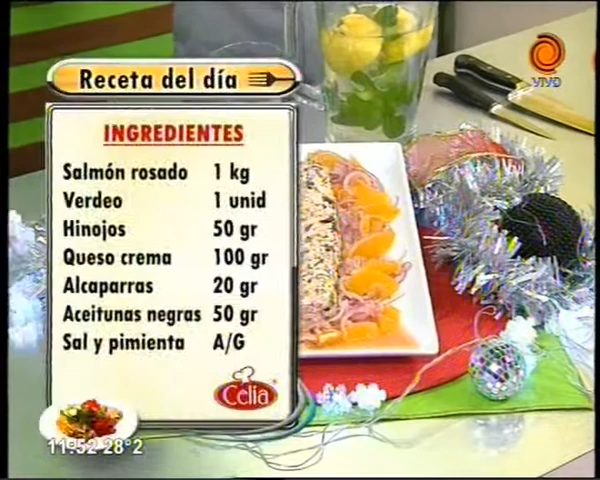 Receta del día
VIVO
INGREDIENTES
Salmón rosado 1 kg
Verdeo 1 unid
Hinojos 50 gr
Queso crema 100 gr
Alcaparras 20 gr
Aceitunas negras 50 gr
Sal y pimienta A/G
Celia
11:52 28°2